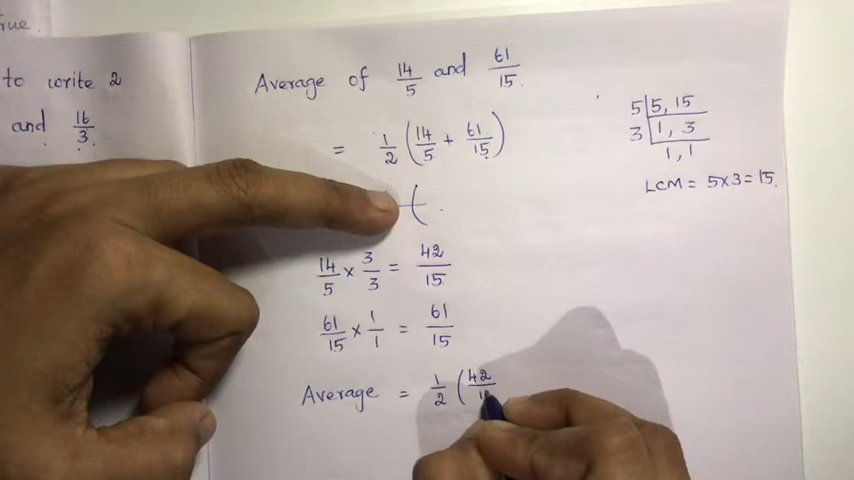 rue.
to write 2
and 16/3.
Average of 14/5 and 61/15.
= 1/2 (14/5 + 61/15)
(
14/5 × 3/3 = 42/15
61/15 × 1/1 = 61/15
Average = 1/2 (42/1
5 | 5, 15
3 | 1, 3
1, 1
LCM = 5×3=15.